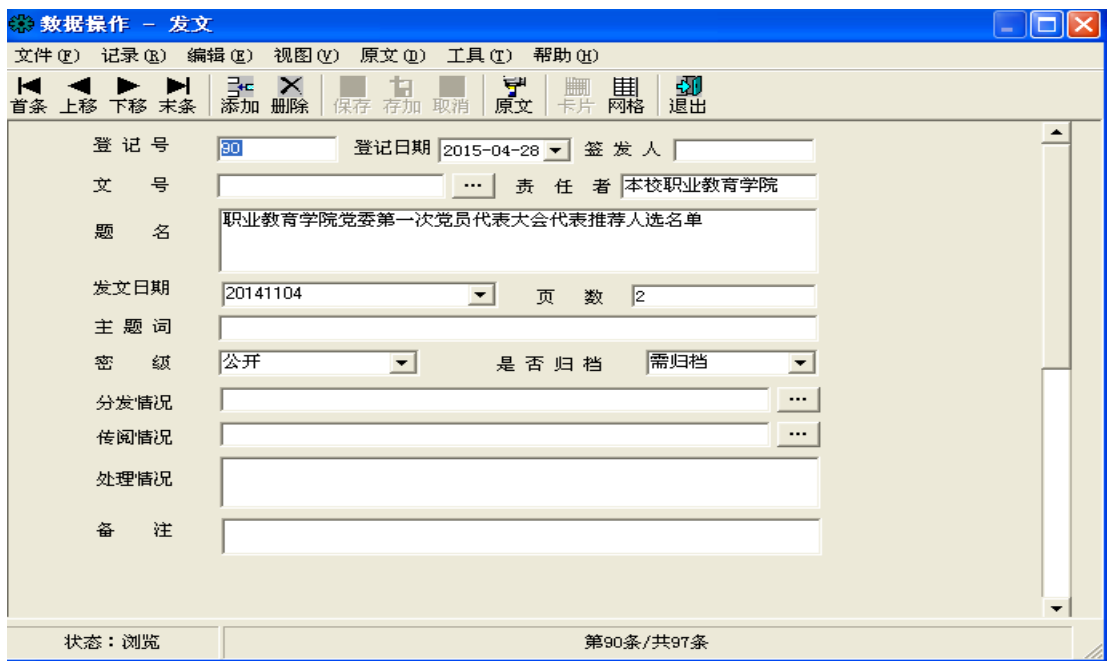 数据操作 - 发文
文件(F) 记录(R) 编辑(E) 视图(V) 原文(O) 工具(T) 帮助(H)
首条 上移 下移 末条 添加 删除 保存 存加 取消 原文 卡片 网格 退出
登记号 90 登记日期 2015-04-28 签发人
文号 ... 责任者 本校职业教育学院
题名 职业教育学院党委第一次党员代表大会代表推荐人选名单
发文日期 20141104 页数 2
主题词
密级 公开 是否归档 需归档
分发情况 ...
传阅情况 ...
处理情况
备注
状态：浏览 第90条/共97条